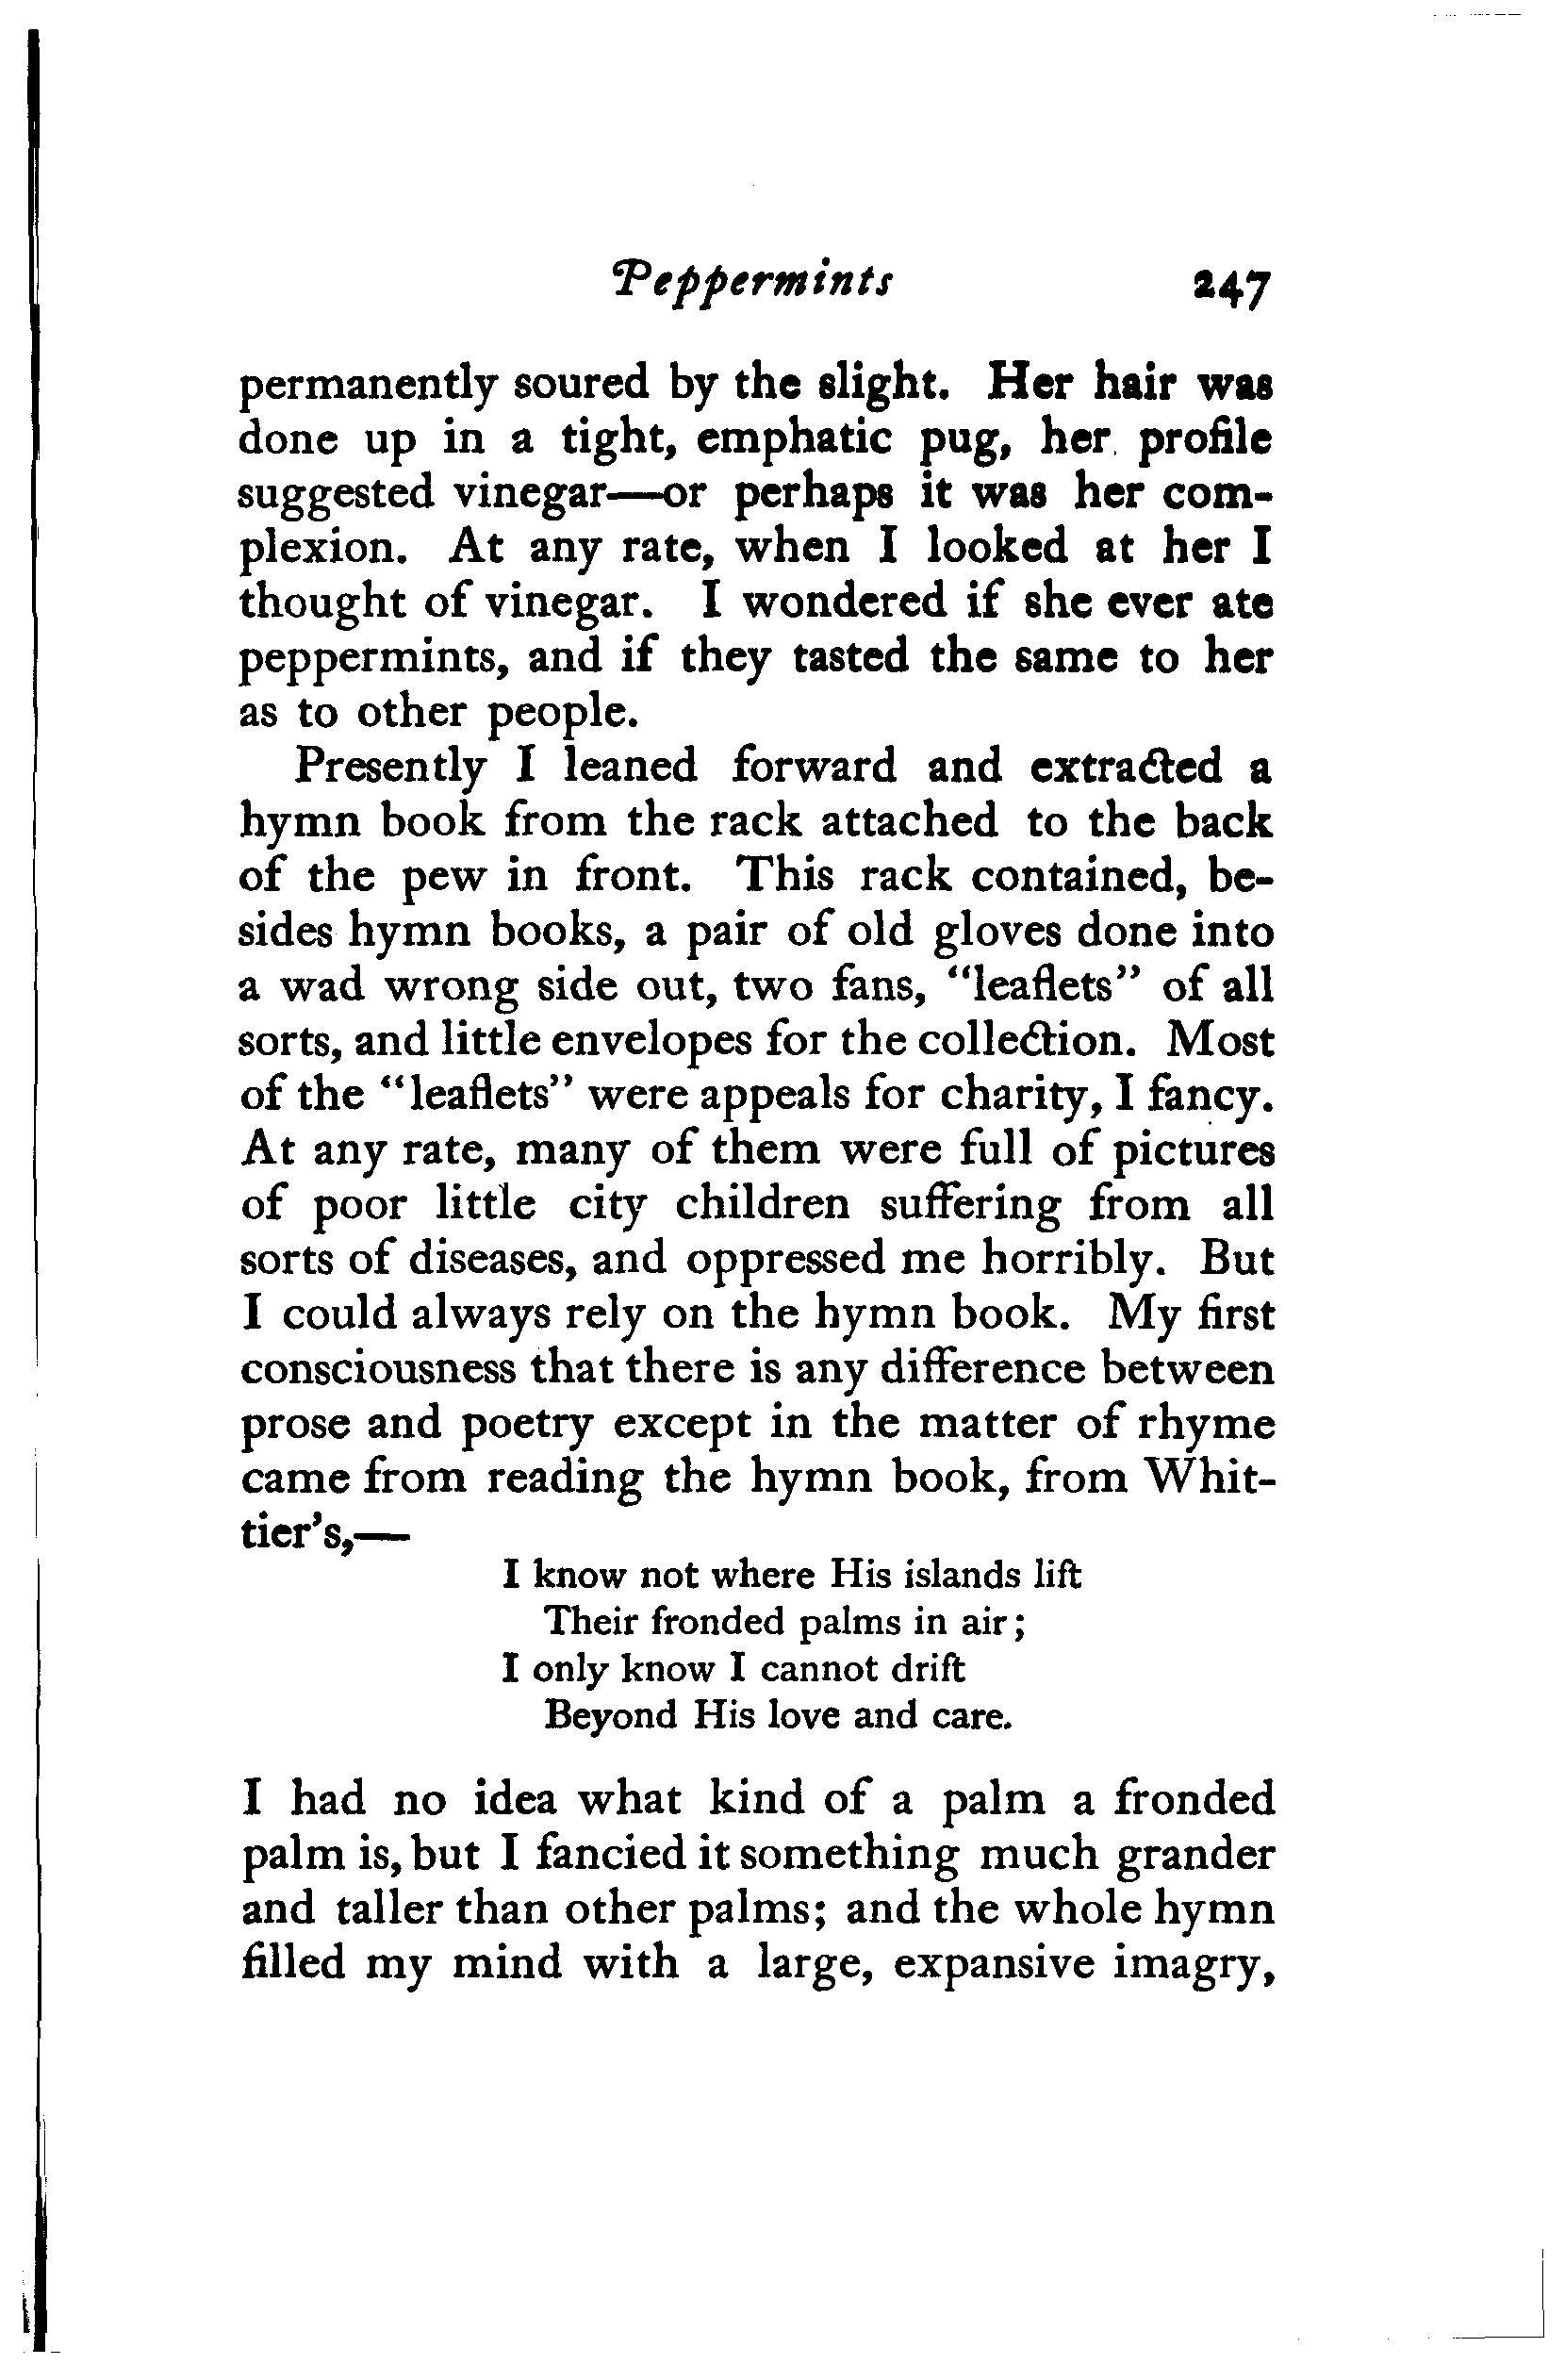 Peppermints 247
permanently soured by the slight. Her hair was
done up in a tight, emphatic pug, her profile
suggested vinegar—or perhaps it was her com-
plexion. At any rate, when I looked at her I
thought of vinegar. I wondered if she ever ate
peppermints, and if they tasted the same to her
as to other people.
Presently I leaned forward and extracted a
hymn book from the rack attached to the back
of the pew in front. This rack contained, be-
sides hymn books, a pair of old gloves done into
a wad wrong side out, two fans, "leaflets" of all
sorts, and little envelopes for the collection. Most
of the "leaflets" were appeals for charity, I fancy.
At any rate, many of them were full of pictures
of poor little city children suffering from all
sorts of diseases, and oppressed me horribly. But
I could always rely on the hymn book. My first
consciousness that there is any difference between
prose and poetry except in the matter of rhyme
came from reading the hymn book, from Whit-
tier's,—
I know not where His islands lift
Their fronded palms in air;
I only know I cannot drift
Beyond His love and care.
I had no idea what kind of a palm a fronded
palm is, but I fancied it something much grander
and taller than other palms; and the whole hymn
filled my mind with a large, expansive imagry,